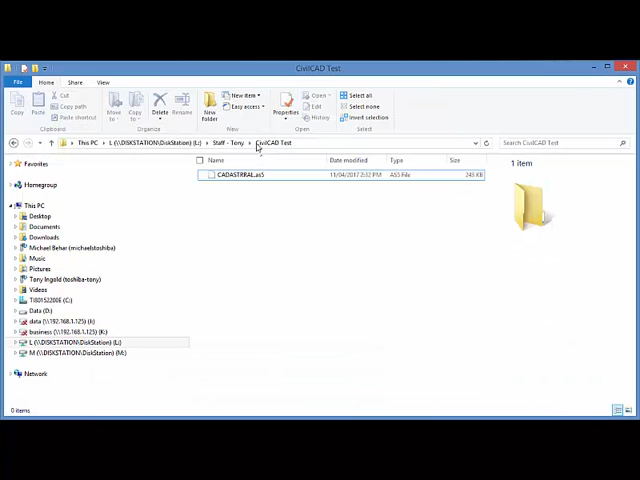 CivilCAD Test
File Home Share View
Copy Paste Cut Copy path Paste shortcut Move to Copy to Delete Rename New folder New item Easy access Properties Open Edit History Select all Select none Invert selection
Clipboard Organize New Open Select
This PC L (\\DISKSTATION\DiskStation) (L:) Staff - Tony CivilCAD Test Search CivilCAD Test
Favorites
Homegroup
This PC
Desktop
Documents
Downloads
Michael Behar (michaelstoshiba)
Music
Pictures
Tony Ingold (toshiba-tony)
Videos
TI80152200E (C:)
Data (D:)
data (\\192.168.1.125) (I:)
business (\\192.168.1.125) (K:)
L (\\DISKSTATION\DiskStation) (L:)
M (\\DISKSTATION\DiskStation) (M:)
Network
Name Date modified Type Size
CADASTRRAL.as5 11/04/2017 2:32 PM AS5 File 249 KB
1 item
0 items